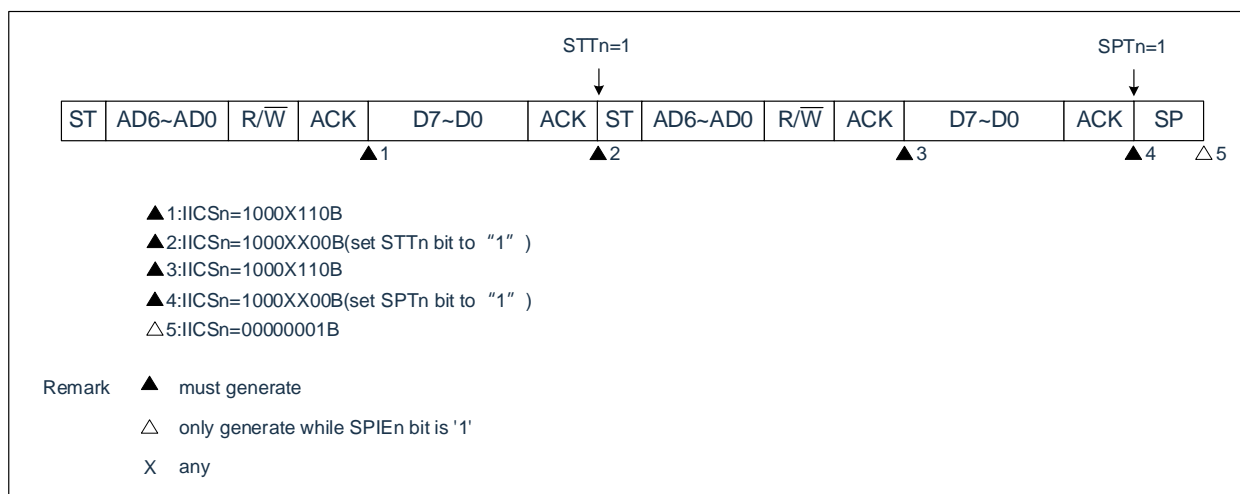 STTn=1 SPTn=1
ST AD6~AD0 R/W̅ ACK D7~D0 ACK ST AD6~AD0 R/W̅ ACK D7~D0 ACK SP
▲1 ▲2 ▲3 ▲4 △5
▲1:IICSn=1000X110B
▲2:IICSn=1000XX00B(set STTn bit to “1” )
▲3:IICSn=1000X110B
▲4:IICSn=1000XX00B(set SPTn bit to “1” )
△5:IICSn=00000001B
Remark ▲ must generate
△ only generate while SPIEn bit is '1'
X any